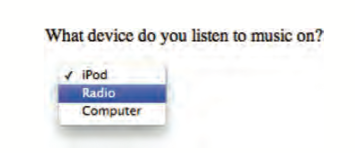 What device do you listen to music on?
✓ iPod
Radio
Computer